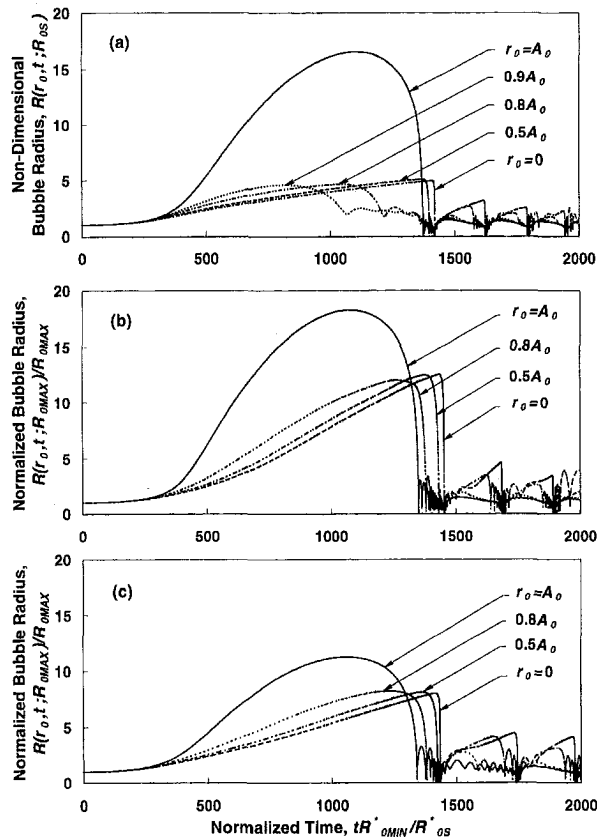 (a)
Non-Dimensional
Bubble Radius, R(r₀,t;R₀S)
20
15
10
5
0
0
500
1000
1500
2000
r₀=A₀
0.9A₀
0.8A₀
0.5A₀
r₀=0
(b)
Normalized Bubble Radius,
R(r₀,t;R₀MAX)/R₀MAX
20
15
10
5
0
0
500
1000
1500
2000
r₀=A₀
0.8A₀
0.5A₀
r₀=0
(c)
Normalized Bubble Radius,
R(r₀,t;R₀MAX)/R₀MAX
20
15
10
5
0
0
500
1000
1500
2000
r₀=A₀
0.8A₀
0.5A₀
r₀=0
Normalized Time, tR*₀MIN/R*₀S